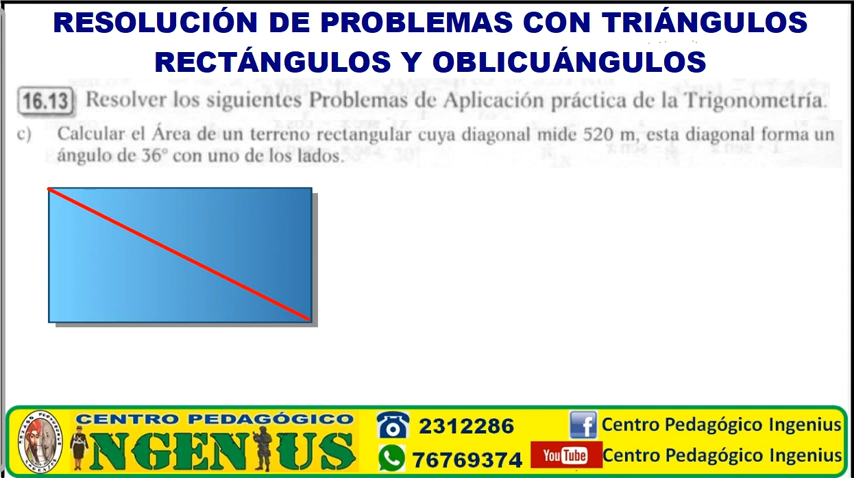 RESOLUCIÓN DE PROBLEMAS CON TRIÁNGULOS
RECTÁNGULOS Y OBLICUÁNGULOS
16.13 Resolver los siguientes Problemas de Aplicación práctica de la Trigonometría.
c) Calcular el Área de un terreno rectangular cuya diagonal mide 520 m, esta diagonal forma un
ángulo de 36° con uno de los lados.
CENTRO PEDAGÓGICO
INGENIUS
2312286
76769374
Centro Pedagógico Ingenius
YouTube Centro Pedagógico Ingenius